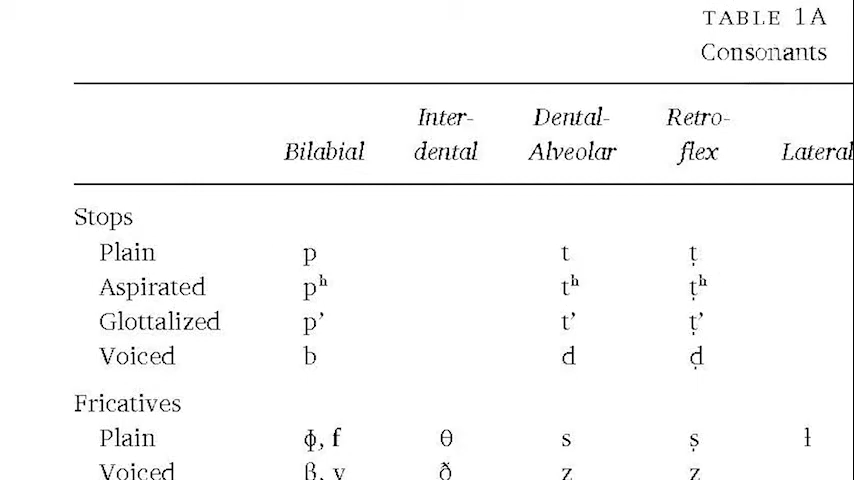 TABLE 1A
Consonants
Inter- Dental- Retro-
Bilabial dental Alveolar flex Lateral
Stops
Plain p t ṭ
Aspirated pʰ tʰ ṭʰ
Glottalized p’ t’ ṭ’
Voiced b d ḍ
Fricatives
Plain ɸ, f θ s ṣ ɫ
Voiced β, v ð z ẓ